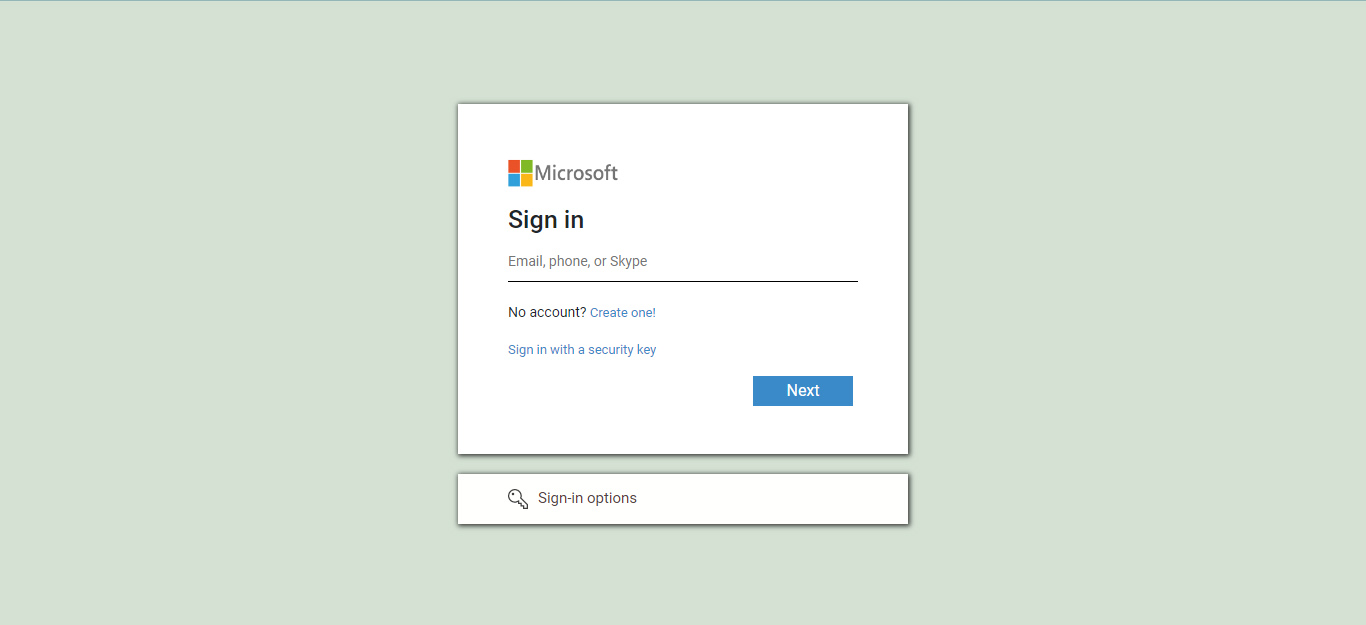 Microsoft
Sign in
Email, phone, or Skype
No account? Create one!
Sign in with a security key
Next
Sign-in options